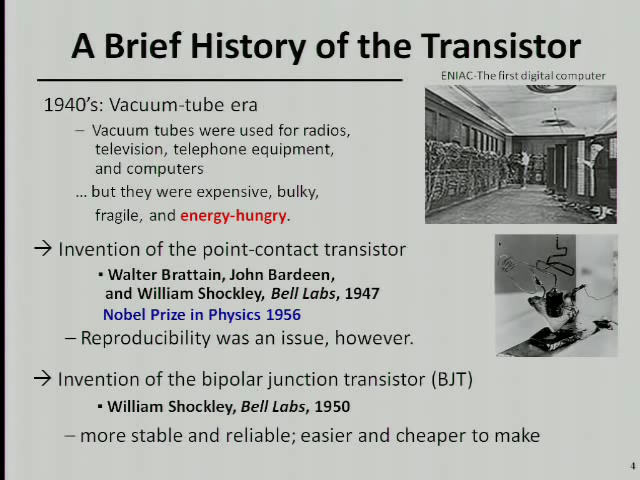 A Brief History of the Transistor
ENIAC-The first digital computer
1940's: Vacuum-tube era
– Vacuum tubes were used for radios,
television, telephone equipment,
and computers
… but they were expensive, bulky,
fragile, and energy-hungry.
→ Invention of the point-contact transistor
▪ Walter Brattain, John Bardeen,
and William Shockley, Bell Labs, 1947
Nobel Prize in Physics 1956
– Reproducibility was an issue, however.
→ Invention of the bipolar junction transistor (BJT)
▪ William Shockley, Bell Labs, 1950
– more stable and reliable; easier and cheaper to make
4